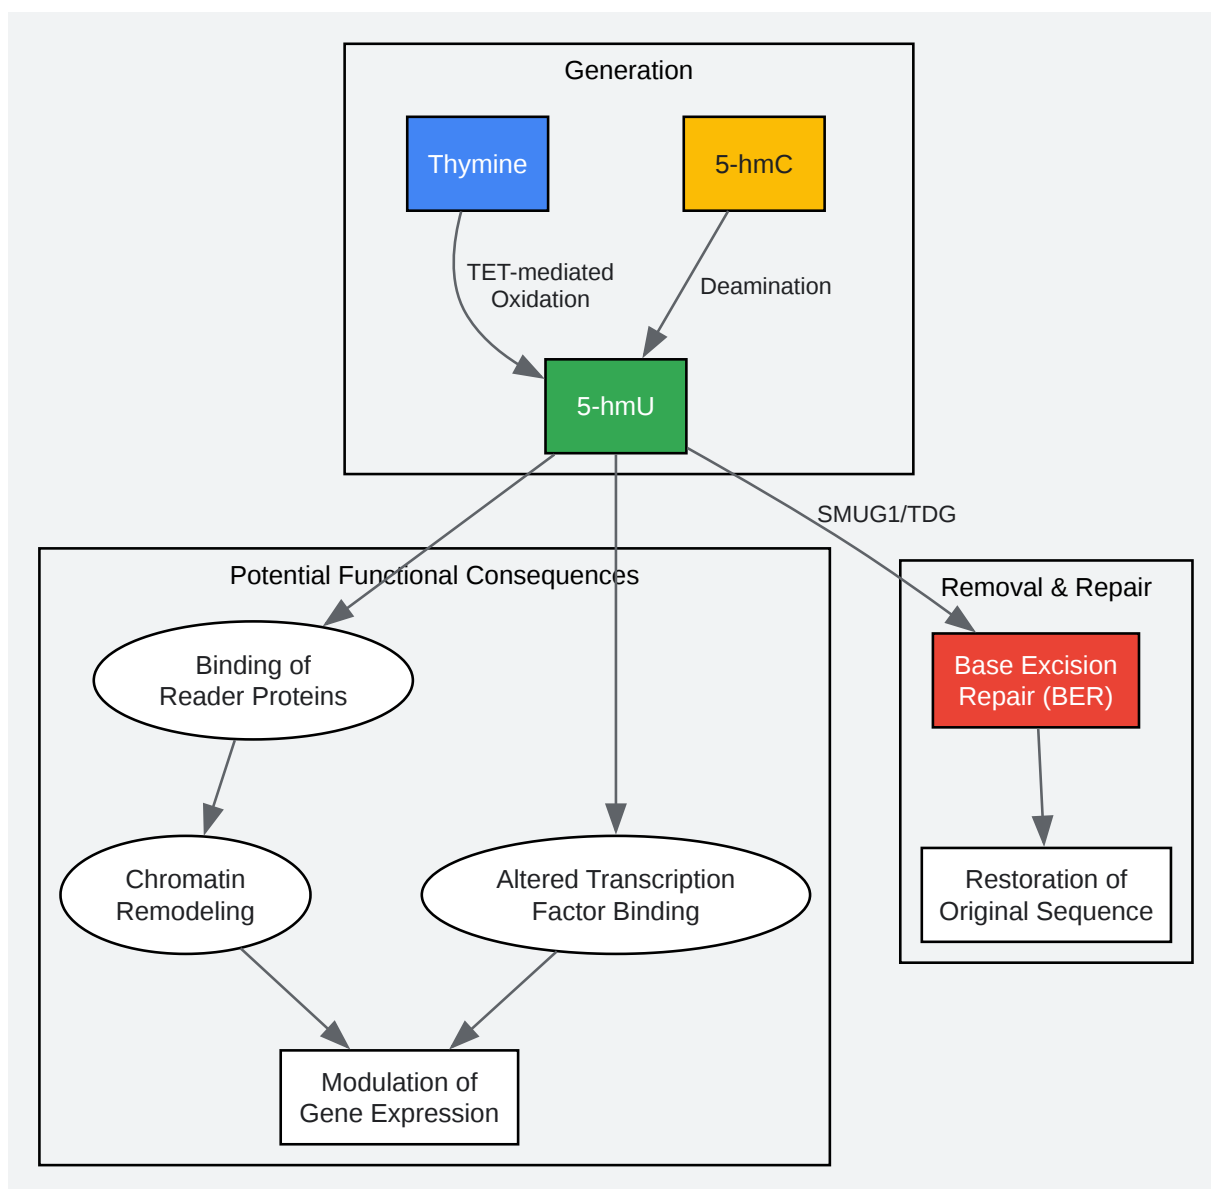 Generation
Thymine
5-hmC
TET-mediated
Oxidation
Deamination
5-hmU
SMUG1/TDG
Potential Functional Consequences
Removal & Repair
Binding of
Reader Proteins
Base Excision
Repair (BER)
Chromatin
Remodeling
Altered Transcription
Factor Binding
Restoration of
Original Sequence
Modulation of
Gene Expression